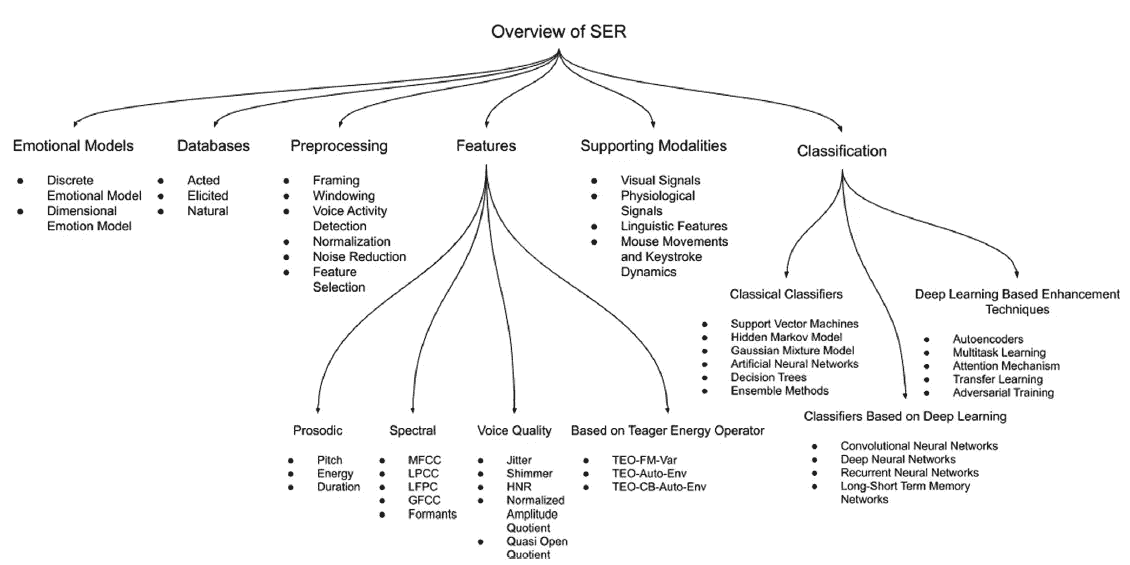 Overview of SER
Emotional Models
● Discrete
Emotional Model
● Dimensional
Emotion Model
Databases
● Acted
● Elicited
● Natural
Preprocessing
● Framing
● Windowing
● Voice Activity
Detection
● Normalization
● Noise Reduction
● Feature
Selection
Features
Supporting Modalities
● Visual Signals
● Physiological
Signals
● Linguistic Features
● Mouse Movements
and Keystroke
Dynamics
Classification
Prosodic
● Pitch
● Energy
● Duration
Spectral
● MFCC
● LPCC
● LFPC
● GFCC
● Formants
Voice Quality
● Jitter
● Shimmer
● HNR
● Normalized
Amplitude
Quotient
● Quasi Open
Quotient
Based on Teager Energy Operator
● TEO-FM-Var
● TEO-Auto-Env
● TEO-CB-Auto-Env
Classical Classifiers
● Support Vector Machines
● Hidden Markov Model
● Gaussian Mixture Model
● Artificial Neural Networks
● Decision Trees
● Ensemble Methods
Classifiers Based on Deep Learning
● Convolutional Neural Networks
● Deep Neural Networks
● Recurrent Neural Networks
● Long-Short Term Memory
Networks
Deep Learning Based Enhancement
Techniques
● Autoencoders
● Multitask Learning
● Attention Mechanism
● Transfer Learning
● Adversarial Training